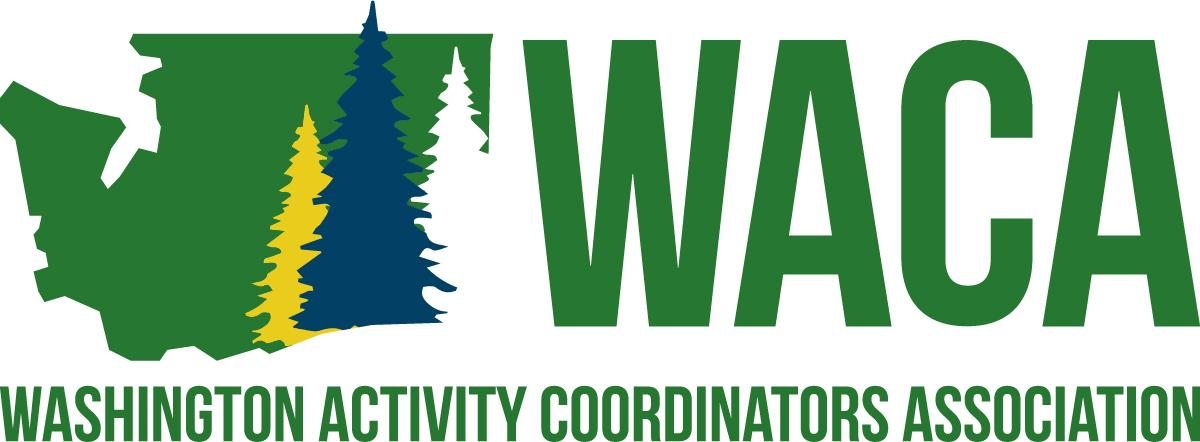 WACA
WASHINGTON ACTIVITY COORDINATORS ASSOCIATION